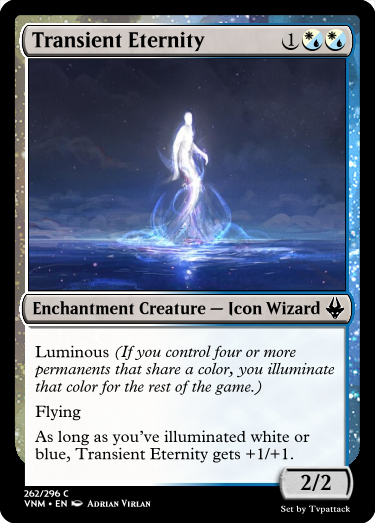 Transient Eternity 1
Enchantment Creature — Icon Wizard
Luminous (If you control four or more
permanents that share a color, you illuminate
that color for the rest of the game.)
Flying
As long as you've illuminated white or
blue, Transient Eternity gets +1/+1.
2/2
262/296 C
VNM • EN Adrian Virlan
Set by Tvpattack